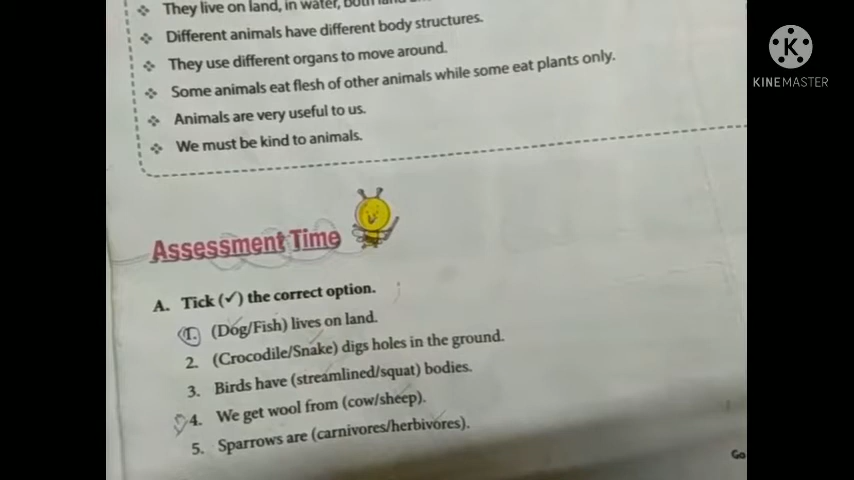 ❖ They live on land, in water, both land
❖ Different animals have different body structures.
❖ They use different organs to move around.
❖ Some animals eat flesh of other animals while some eat plants only.
❖ Animals are very useful to us.
❖ We must be kind to animals.
KINEMASTER
Assessment Time
A. Tick (✓) the correct option.
1. (Dog/Fish) lives on land.
2. (Crocodile/Snake) digs holes in the ground.
3. Birds have (streamlined/squat) bodies.
4. We get wool from (cow/sheep).
5. Sparrows are (carnivores/herbivores).
Go